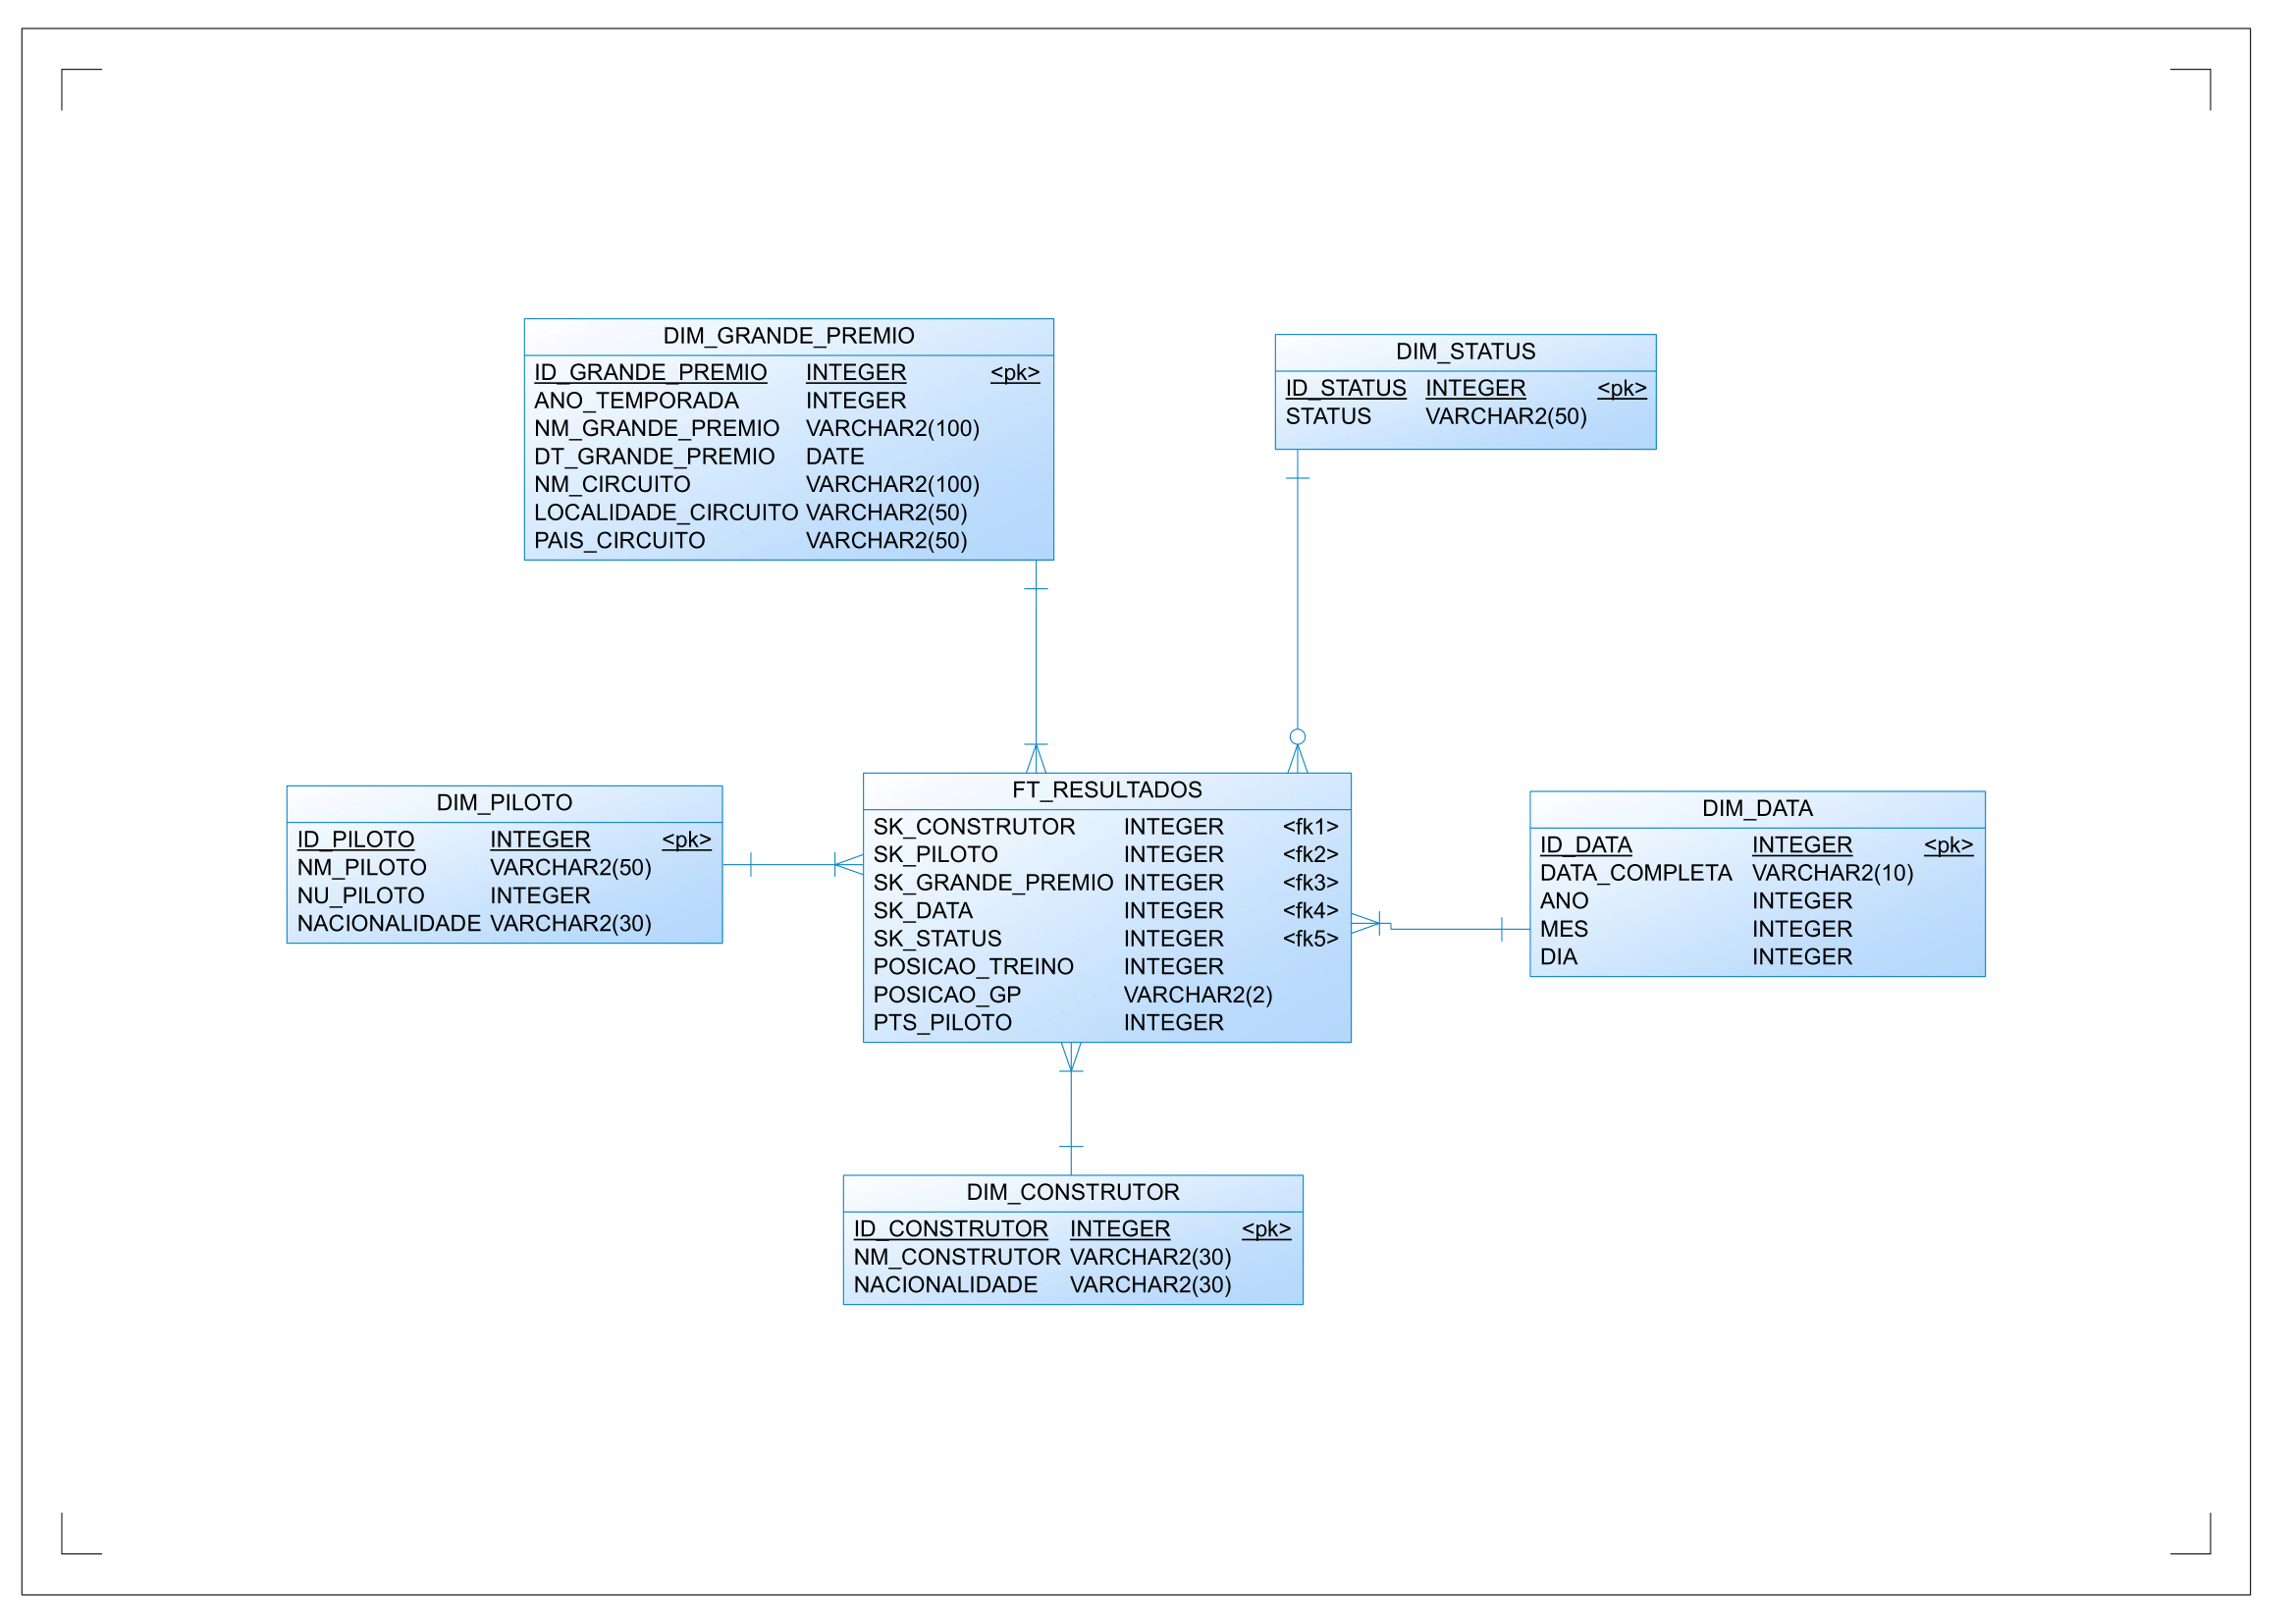 DIM_GRANDE_PREMIO
ID_GRANDE_PREMIO INTEGER <pk>
ANO_TEMPORADA INTEGER
NM_GRANDE_PREMIO VARCHAR2(100)
DT_GRANDE_PREMIO DATE
NM_CIRCUITO VARCHAR2(100)
LOCALIDADE_CIRCUITO VARCHAR2(50)
PAIS_CIRCUITO VARCHAR2(50)
DIM_STATUS
ID_STATUS INTEGER <pk>
STATUS VARCHAR2(50)
DIM_PILOTO
ID_PILOTO INTEGER <pk>
NM_PILOTO VARCHAR2(50)
NU_PILOTO INTEGER
NACIONALIDADE VARCHAR2(30)
FT_RESULTADOS
SK_CONSTRUTOR INTEGER <fk1>
SK_PILOTO INTEGER <fk2>
SK_GRANDE_PREMIO INTEGER <fk3>
SK_DATA INTEGER <fk4>
SK_STATUS INTEGER <fk5>
POSICAO_TREINO INTEGER
POSICAO_GP VARCHAR2(2)
PTS_PILOTO INTEGER
DIM_DATA
ID_DATA INTEGER <pk>
DATA_COMPLETA VARCHAR2(10)
ANO INTEGER
MES INTEGER
DIA INTEGER
DIM_CONSTRUTOR
ID_CONSTRUTOR INTEGER <pk>
NM_CONSTRUTOR VARCHAR2(30)
NACIONALIDADE VARCHAR2(30)